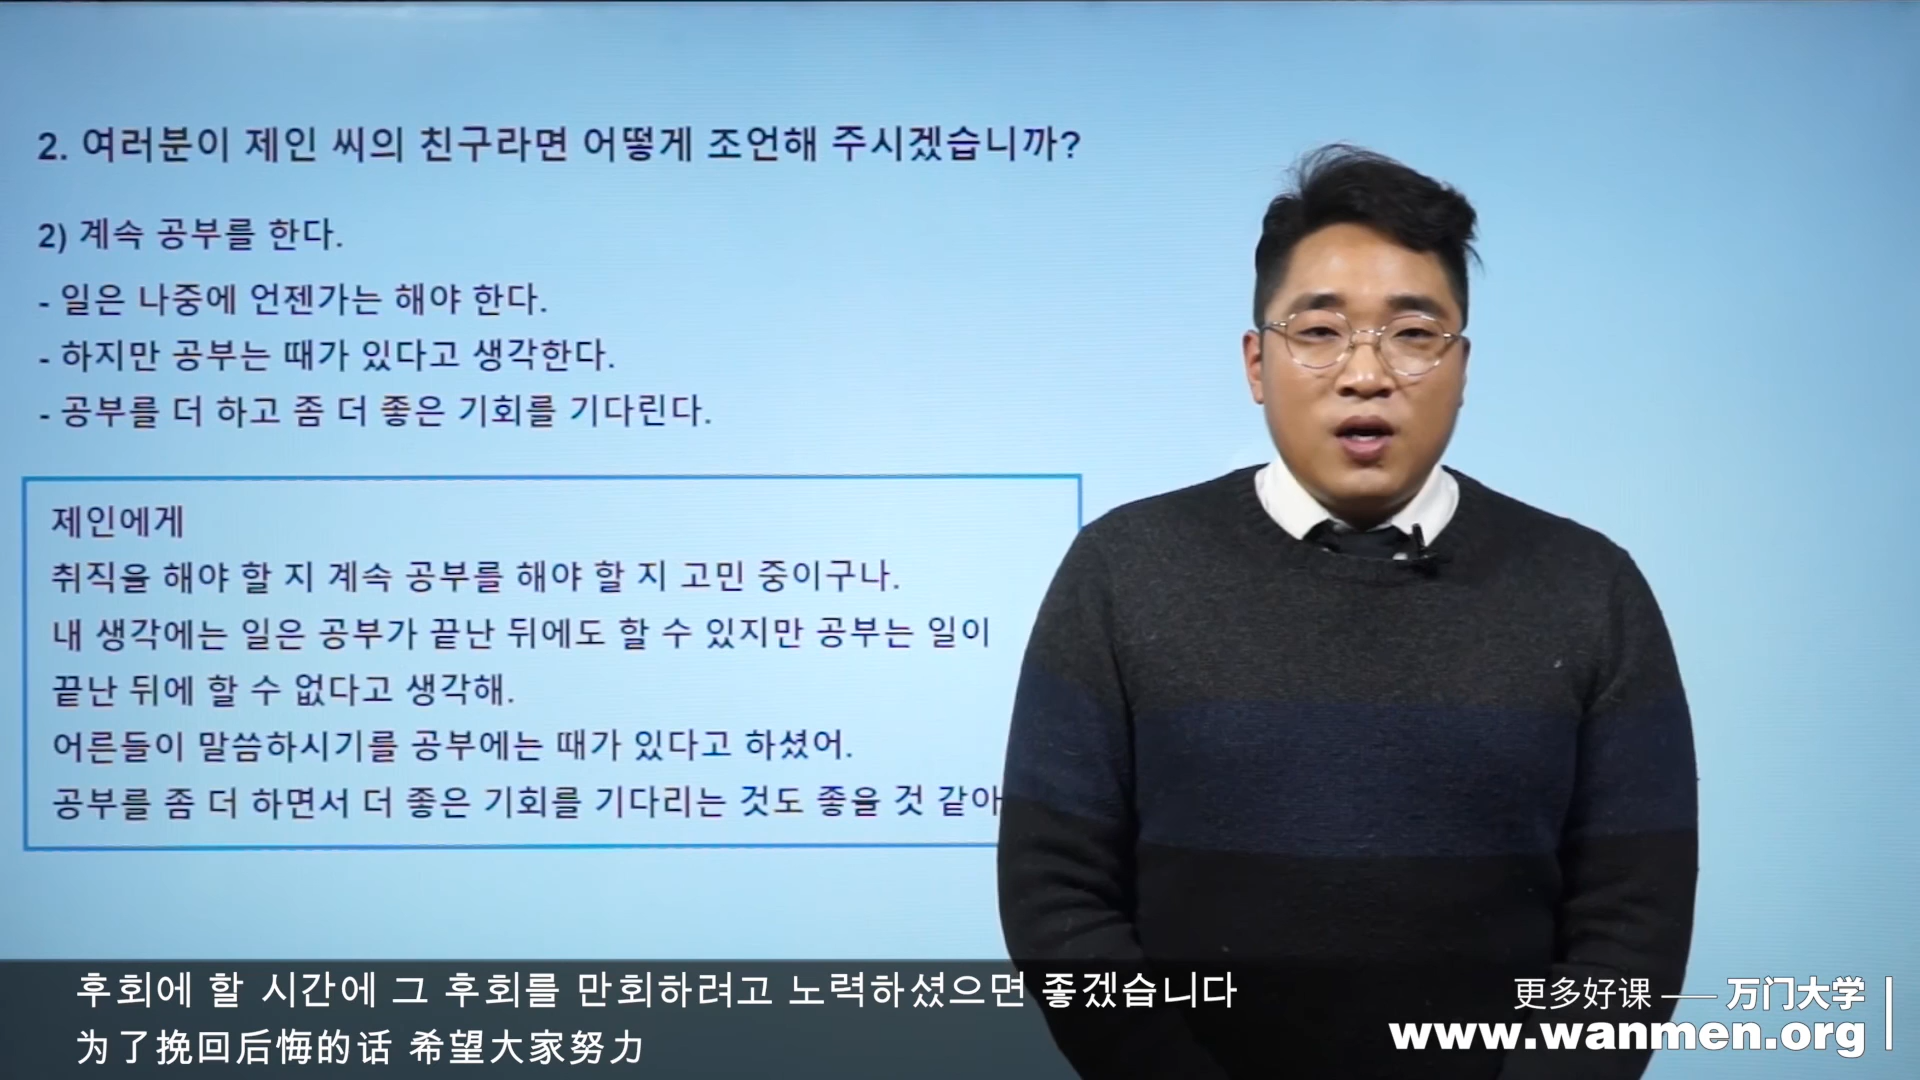 2. 여러분이 제인 씨의 친구라면 어떻게 조언해 주시겠습니까?
2) 계속 공부를 한다.
- 일은 나중에 언젠가는 해야 한다.
- 하지만 공부는 때가 있다고 생각한다.
- 공부를 더 하고 좀 더 좋은 기회를 기다린다.
제인에게
취직을 해야 할 지 계속 공부를 해야 할 지 고민 중이구나.
내 생각에는 일은 공부가 끝난 뒤에도 할 수 있지만 공부는 일이
끝난 뒤에 할 수 없다고 생각해.
어른들이 말씀하시기를 공부에는 때가 있다고 하셨어.
공부를 좀 더 하면서 더 좋은 기회를 기다리는 것도 좋을 것 같아
후회에 할 시간에 그 후회를 만회하려고 노력하셨으면 좋겠습니다
为了挽回后悔的话 希望大家努力
更多好课 —— 万门大学
www.wanmen.org